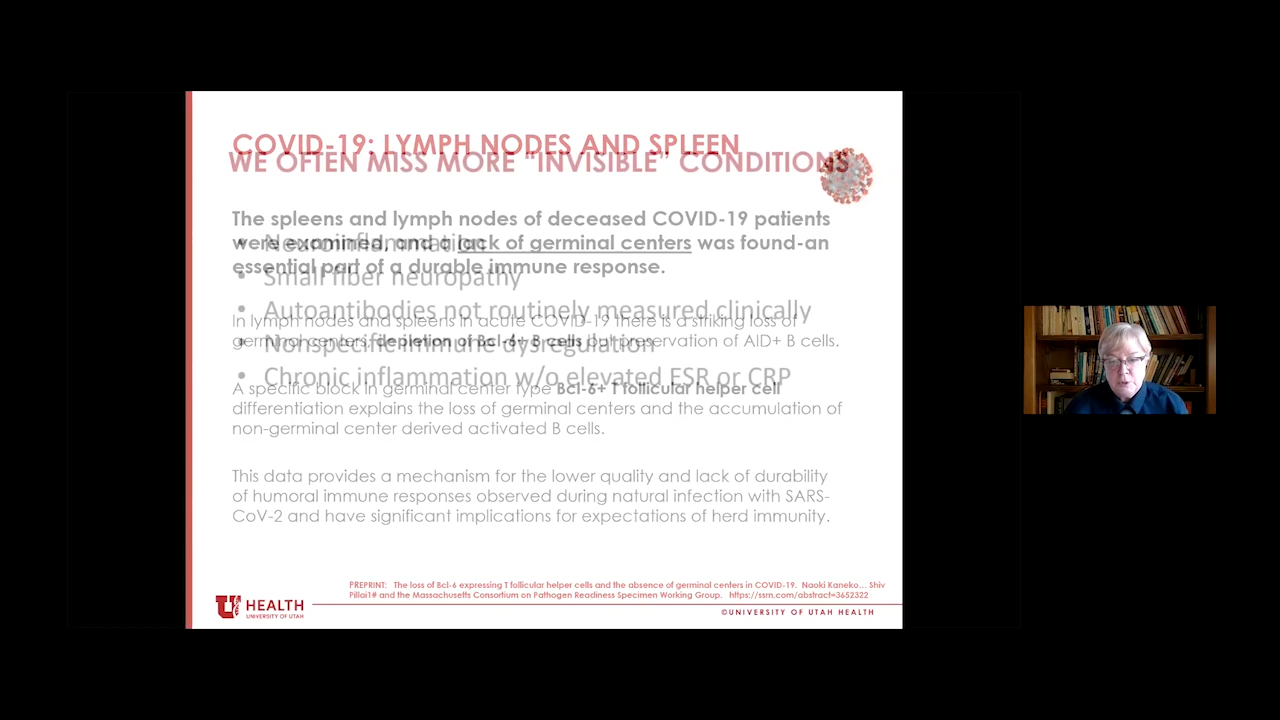 COVID-19: LYMPH NODES AND SPLEEN
WE OFTEN MISS MORE “INVISIBLE” CONDITIONS
The spleens and lymph nodes of deceased COVID-19 patients
were examined, and a lack of germinal centers was found-an
essential part of a durable immune response.
• Neuroinflammation
• Small fiber neuropathy
• Autoantibodies not routinely measured clinically
In lymph nodes and spleens in acute COVID-19 there is a striking loss of
germinal centers, depletion of Bcl-6+ B cells but preservation of AID+ B cells.
• Nonspecific immune dysregulation
• Chronic inflammation w/o elevated ESR or CRP
A specific block in germinal center type Bcl-6+ T follicular helper cell
differentiation explains the loss of germinal centers and the accumulation of
non-germinal center derived activated B cells.
This data provides a mechanism for the lower quality and lack of durability
of humoral immune responses observed during natural infection with SARS-
CoV-2 and have significant implications for expectations of herd immunity.
PREPRINT: The loss of Bcl-6 expressing T follicular helper cells and the absence of germinal centers in COVID-19. Naoki Kaneko… Shiv
Pillai1# and the Massachusetts Consortium on Pathogen Readiness Specimen Working Group. https://ssrn.com/abstract=3652322
U HEALTH
UNIVERSITY OF UTAH
©UNIVERSITY OF UTAH HEALTH